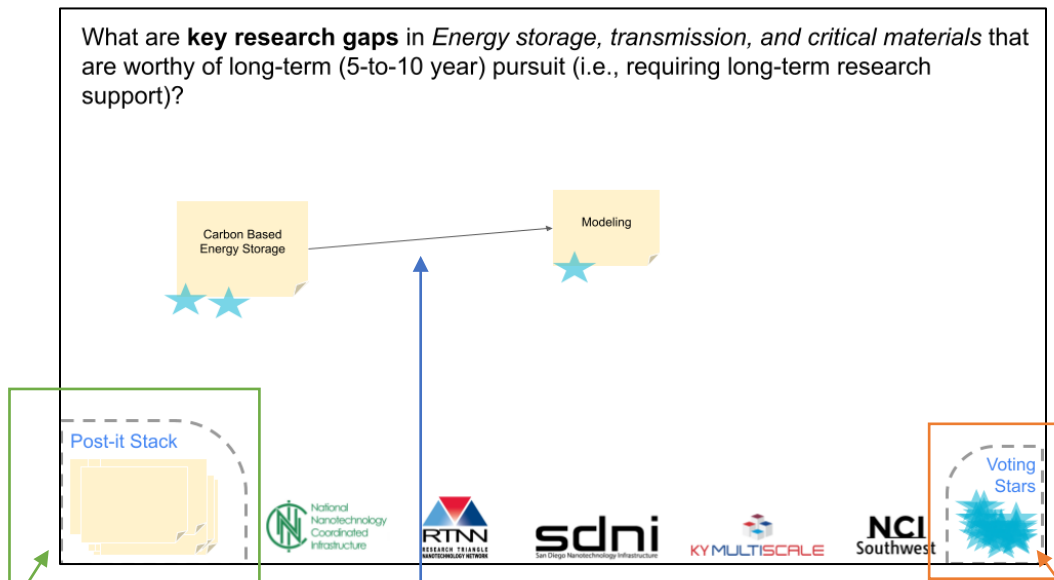 What are key research gaps in Energy storage, transmission, and critical materials that
are worthy of long-term (5-to-10 year) pursuit (i.e., requiring long-term research
support)?
Carbon Based
Energy Storage
Modeling
Post-it Stack
Voting
Stars
National
Nanotechnology
Coordinated
Infrastructure
RTNN
RESEARCH TRIANGLE
NANOTECHNOLOGY NETWORK
sdni
San Diego Nanotechnology Infrastructure
KY MULTISCALE
NCI
Southwest